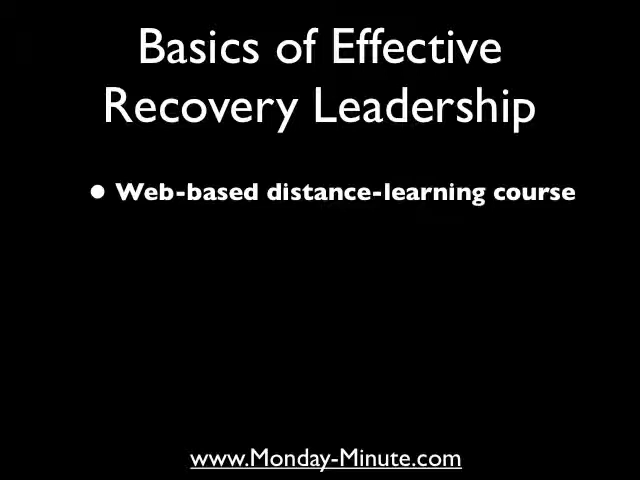 Basics of Effective
Recovery Leadership
• Web-based distance-learning course
www.Monday-Minute.com